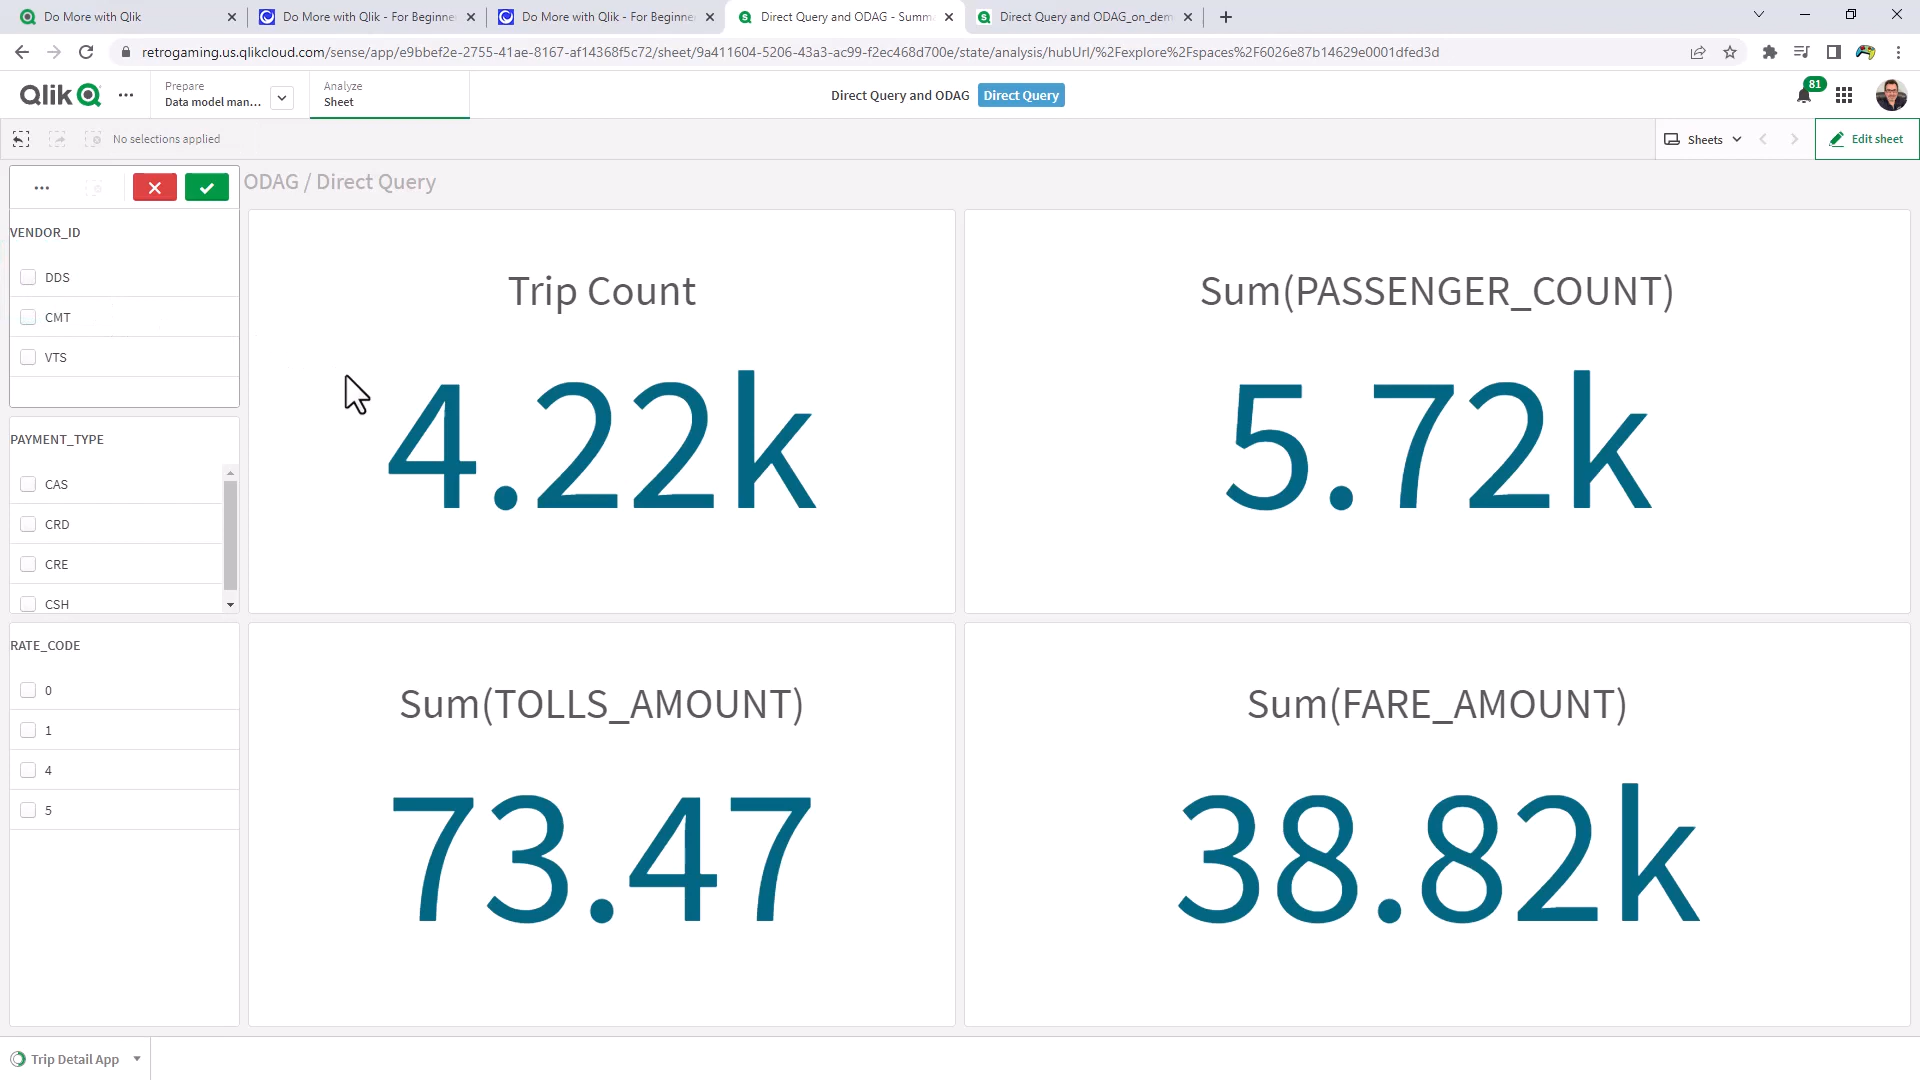 Do More with Qlik
Do More with Qlik - For Beginne
Do More with Qlik - For Beginne
Direct Query and ODAG - Summ
Direct Query and ODAG_on_dem
retrogaming.us.qlikcloud.com/sense/app/e9bbef2e-2755-41ae-8167-af14368f5c72/sheet/9a411604-5206-43a3-ac99-f2ec468d700e/state/analysis/hubUrl/%2Fexplore%2Fspaces%2F6026e87b14629e0001dfed3d
Qlik
Prepare
Data model man...
Analyze
Sheet
Direct Query and ODAG
Direct Query
81
No selections applied
Sheets
Edit sheet
ODAG / Direct Query
VENDOR_ID
DDS
CMT
VTS
PAYMENT_TYPE
CAS
CRD
CRE
CSH
RATE_CODE
0
1
4
5
Trip Count
4.22k
Sum(PASSENGER_COUNT)
5.72k
Sum(TOLLS_AMOUNT)
73.47
Sum(FARE_AMOUNT)
38.82k
Trip Detail App